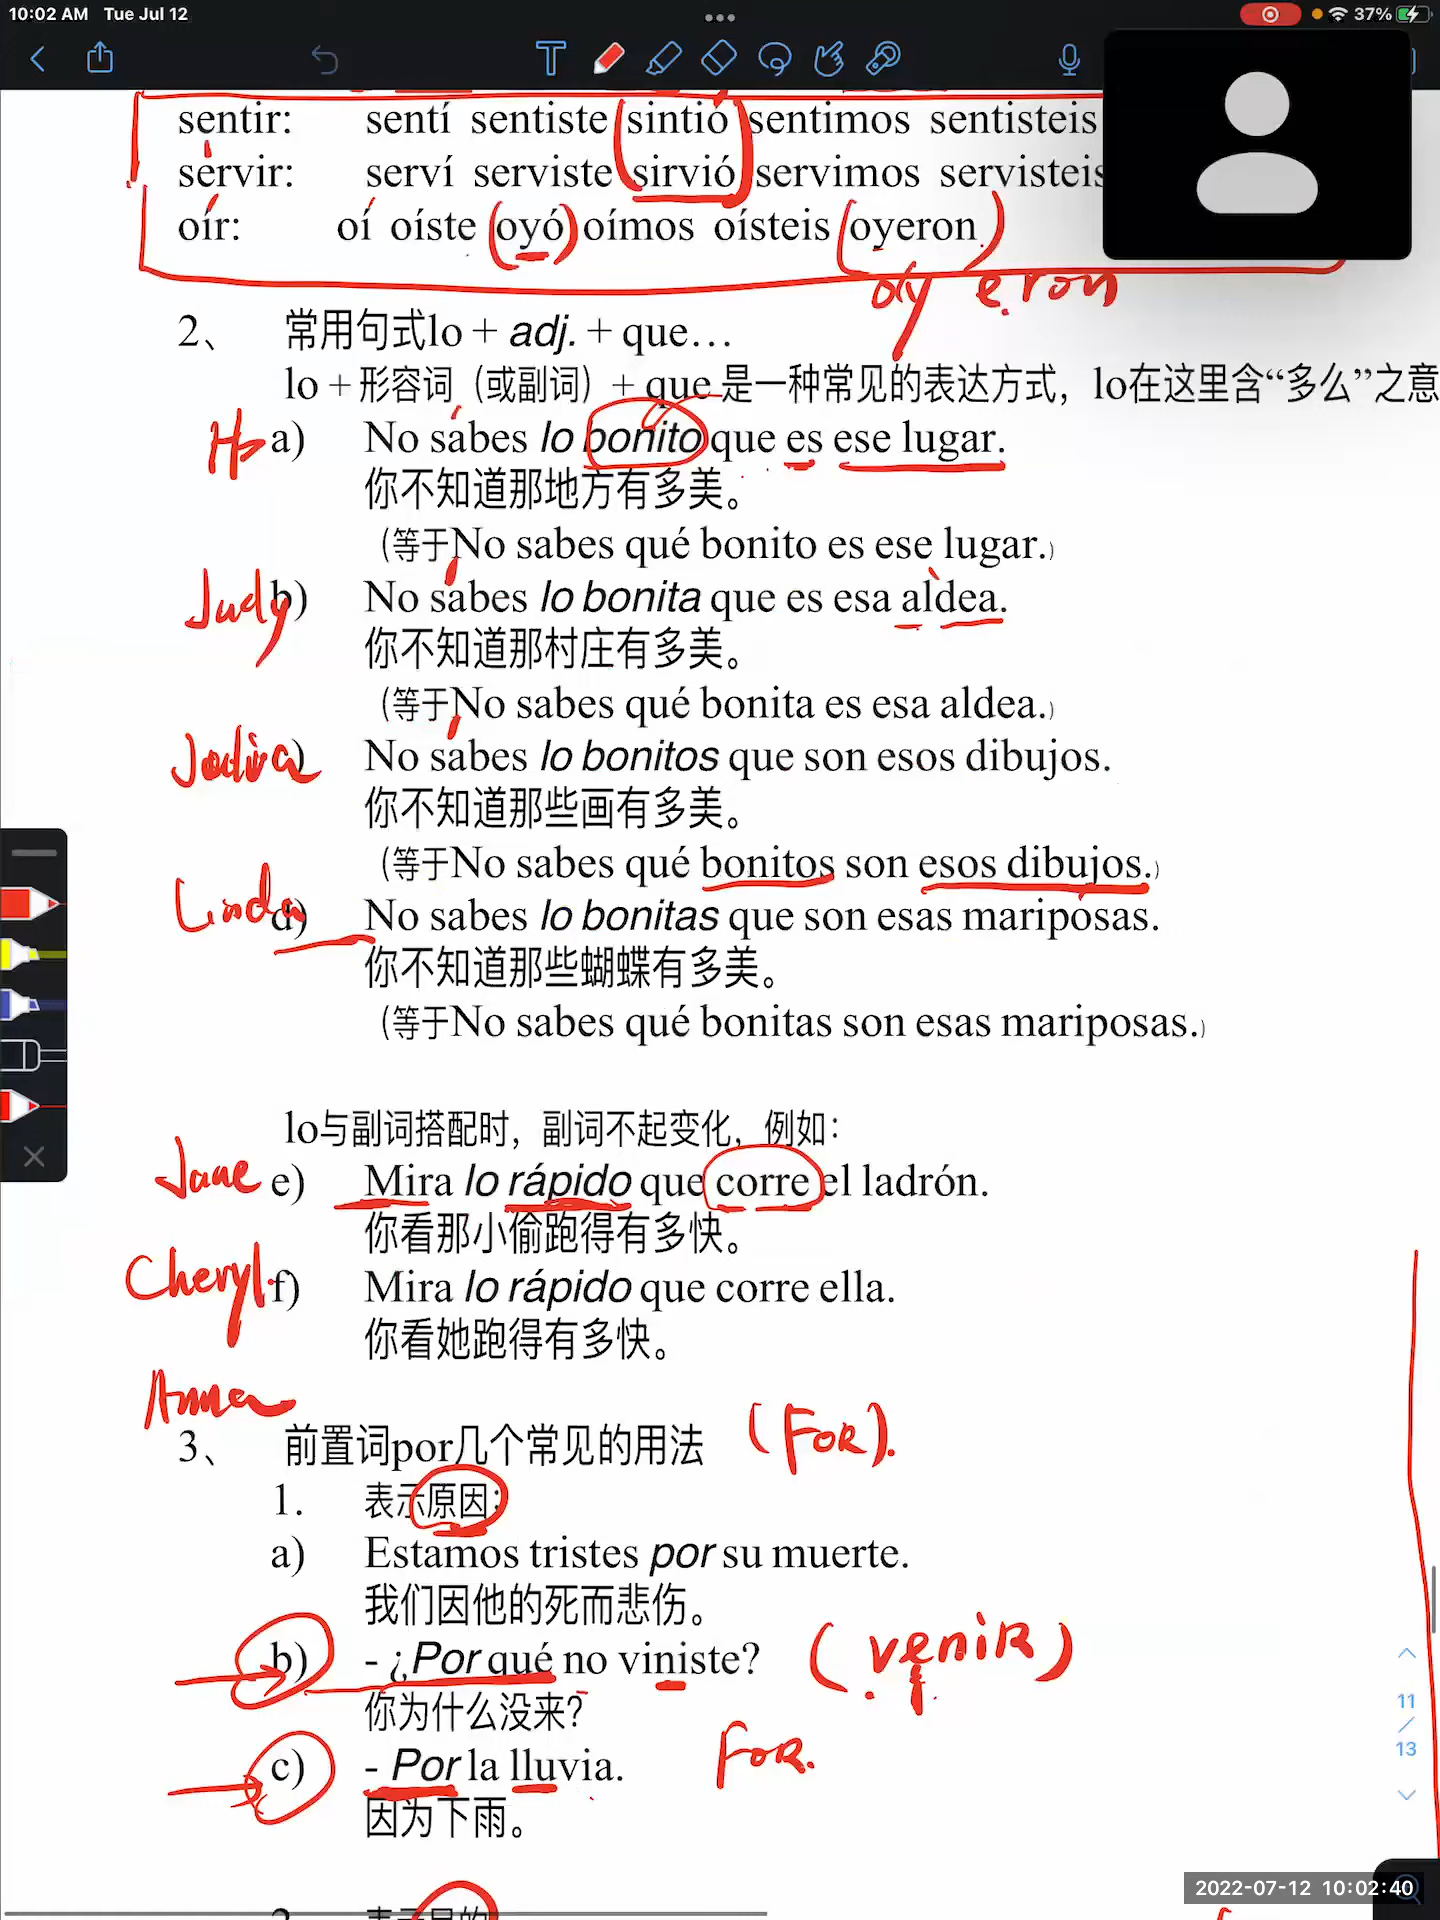 10:02 AM Tue Jul 12
37%
sentir: sentí sentiste sintió sentimos sentisteis
servir: serví serviste sirvió servimos servisteis
oír: oí oíste oyó oímos oísteis oyeron
oyeron
2、 常用句式lo + adj. + que…
lo + 形容词（或副词）+ que 是一种常见的表达方式，lo在这里含“多么”之意
a) No sabes lo bonito que es ese lugar.
你不知道那地方有多美。
（等于No sabes qué bonito es ese lugar.）
Judy b) No sabes lo bonita que es esa aldea.
你不知道那村庄有多美。
（等于No sabes qué bonita es esa aldea.）
c) No sabes lo bonitos que son esos dibujos.
你不知道那些画有多美。
（等于No sabes qué bonitos son esos dibujos.）
Linda d) No sabes lo bonitas que son esas mariposas.
你不知道那些蝴蝶有多美。
（等于No sabes qué bonitas son esas mariposas.）
lo与副词搭配时，副词不起变化，例如：
Jane e) Mira lo rápido que corre el ladrón.
你看那小偷跑得有多快。
Cheryl f) Mira lo rápido que corre ella.
你看她跑得有多快。
Anna
3、 前置词por几个常见的用法 (FOR).
1. 表示原因：
a) Estamos tristes por su muerte.
我们因他的死而悲伤。
b) - ¿Por qué no viniste? (venir)
你为什么没来？
c) - Por la lluvia. FOR.
因为下雨。
11
/
13
2022-07-12 10:02:40